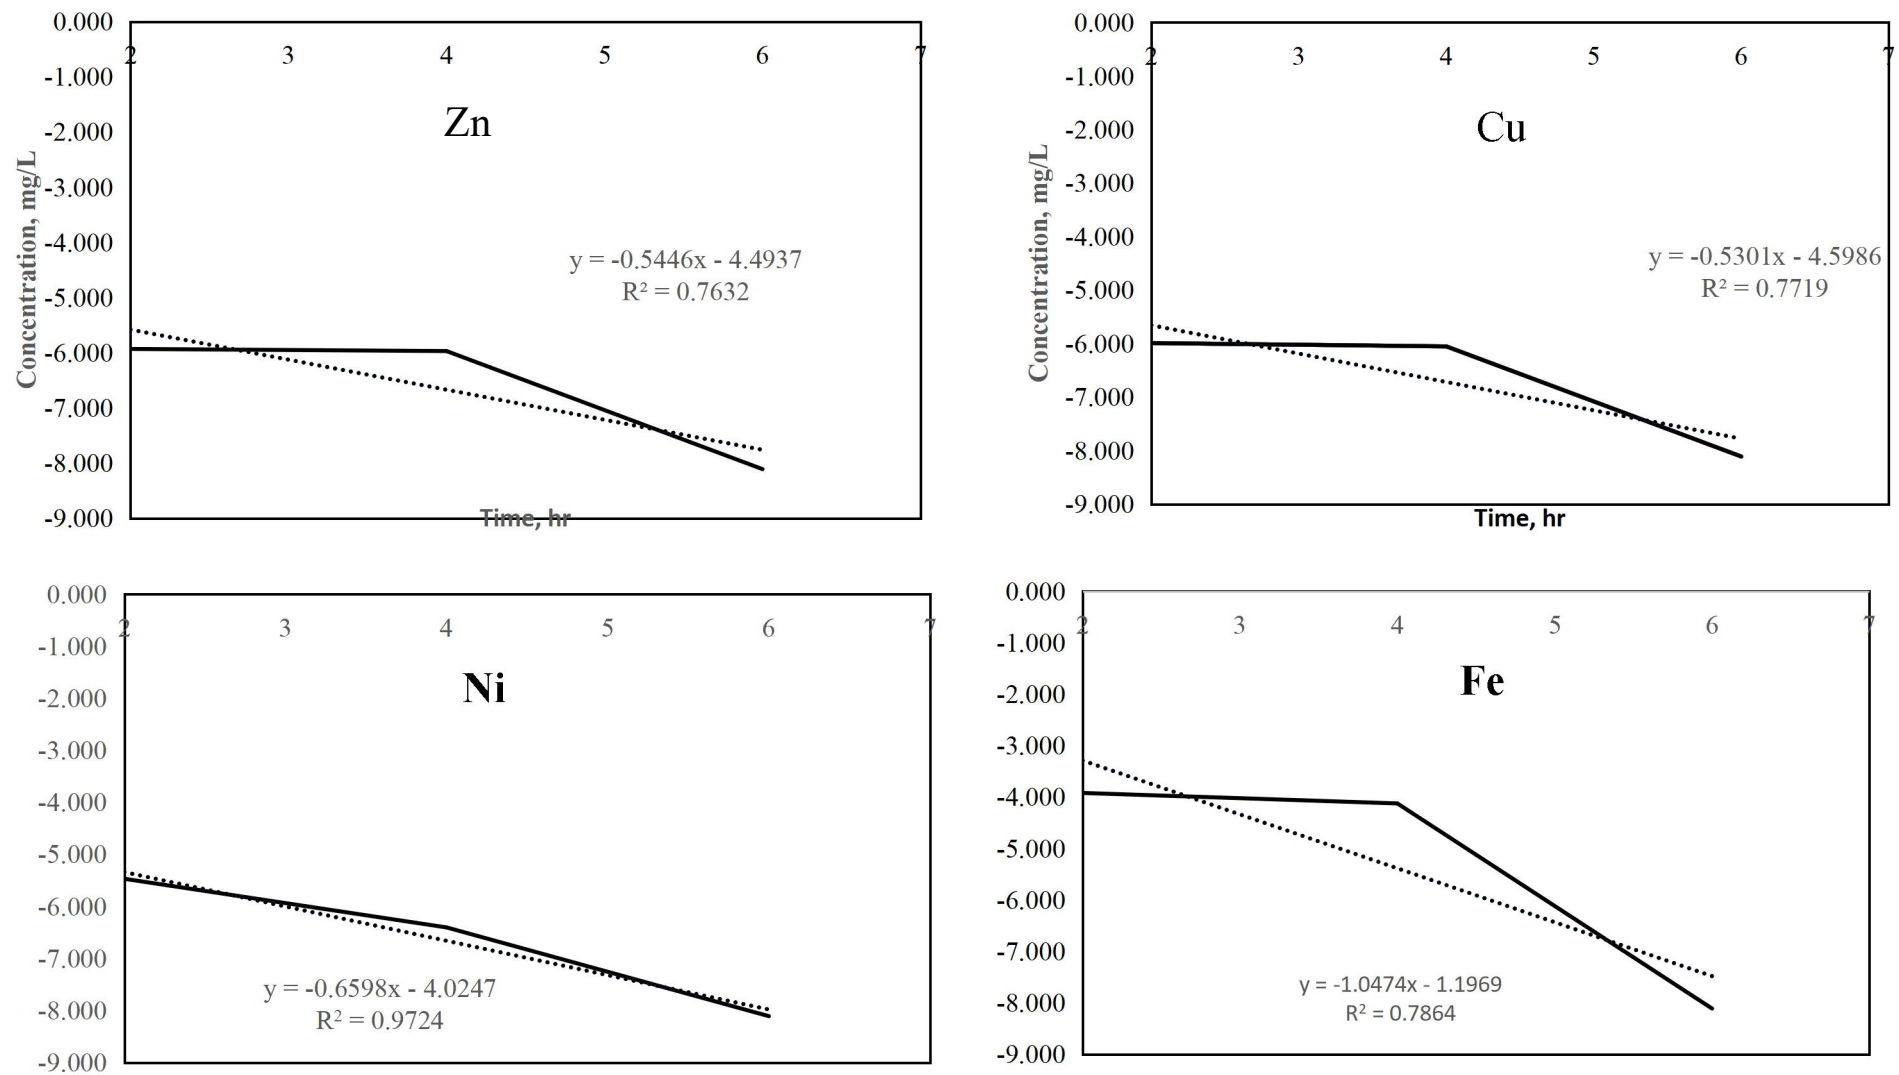 0.000
2 3 4 5 6 7
-1.000
Zn
-2.000
-3.000
-4.000
y = -0.5446x - 4.4937
R² = 0.7632
-5.000
-6.000
-7.000
-8.000
-9.000
Concentration, mg/L
Time, hr
0.000
2 3 4 5 6 7
-1.000
Cu
-2.000
-3.000
-4.000
y = -0.5301x - 4.5986
R² = 0.7719
-5.000
-6.000
-7.000
-8.000
-9.000
Concentration, mg/L
Time, hr
0.000
2 3 4 5 6 7
-1.000
Ni
-2.000
-3.000
-4.000
-5.000
-6.000
-7.000
y = -0.6598x - 4.0247
R² = 0.9724
-8.000
-9.000
0.000
2 3 4 5 6 7
-1.000
Fe
-2.000
-3.000
-4.000
-5.000
-6.000
-7.000
y = -1.0474x - 1.1969
R² = 0.7864
-8.000
-9.000